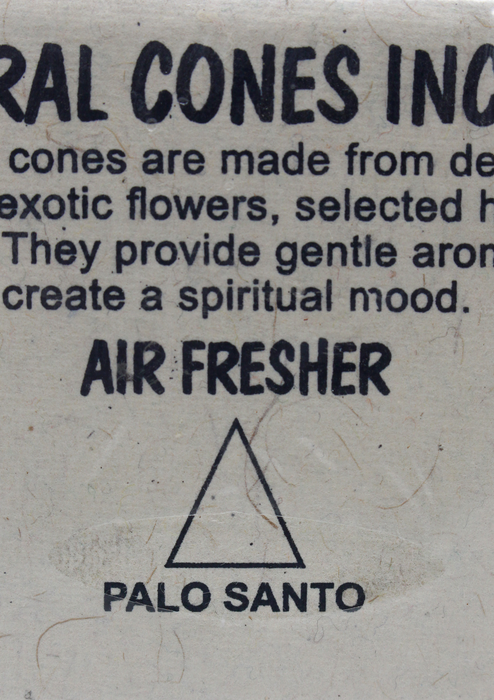 RAL CONES INC
cones are made from de
exotic flowers, selected h
They provide gentle arom
create a spiritual mood.
AIR FRESHER
PALO SANTO